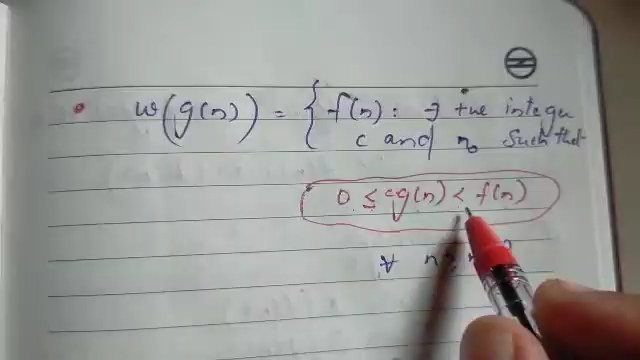 ω(g(n)) = { f(n) : ∃ +ve integer
c and n₀ such that
0 ≤ cg(n) < f(n)
∀ n